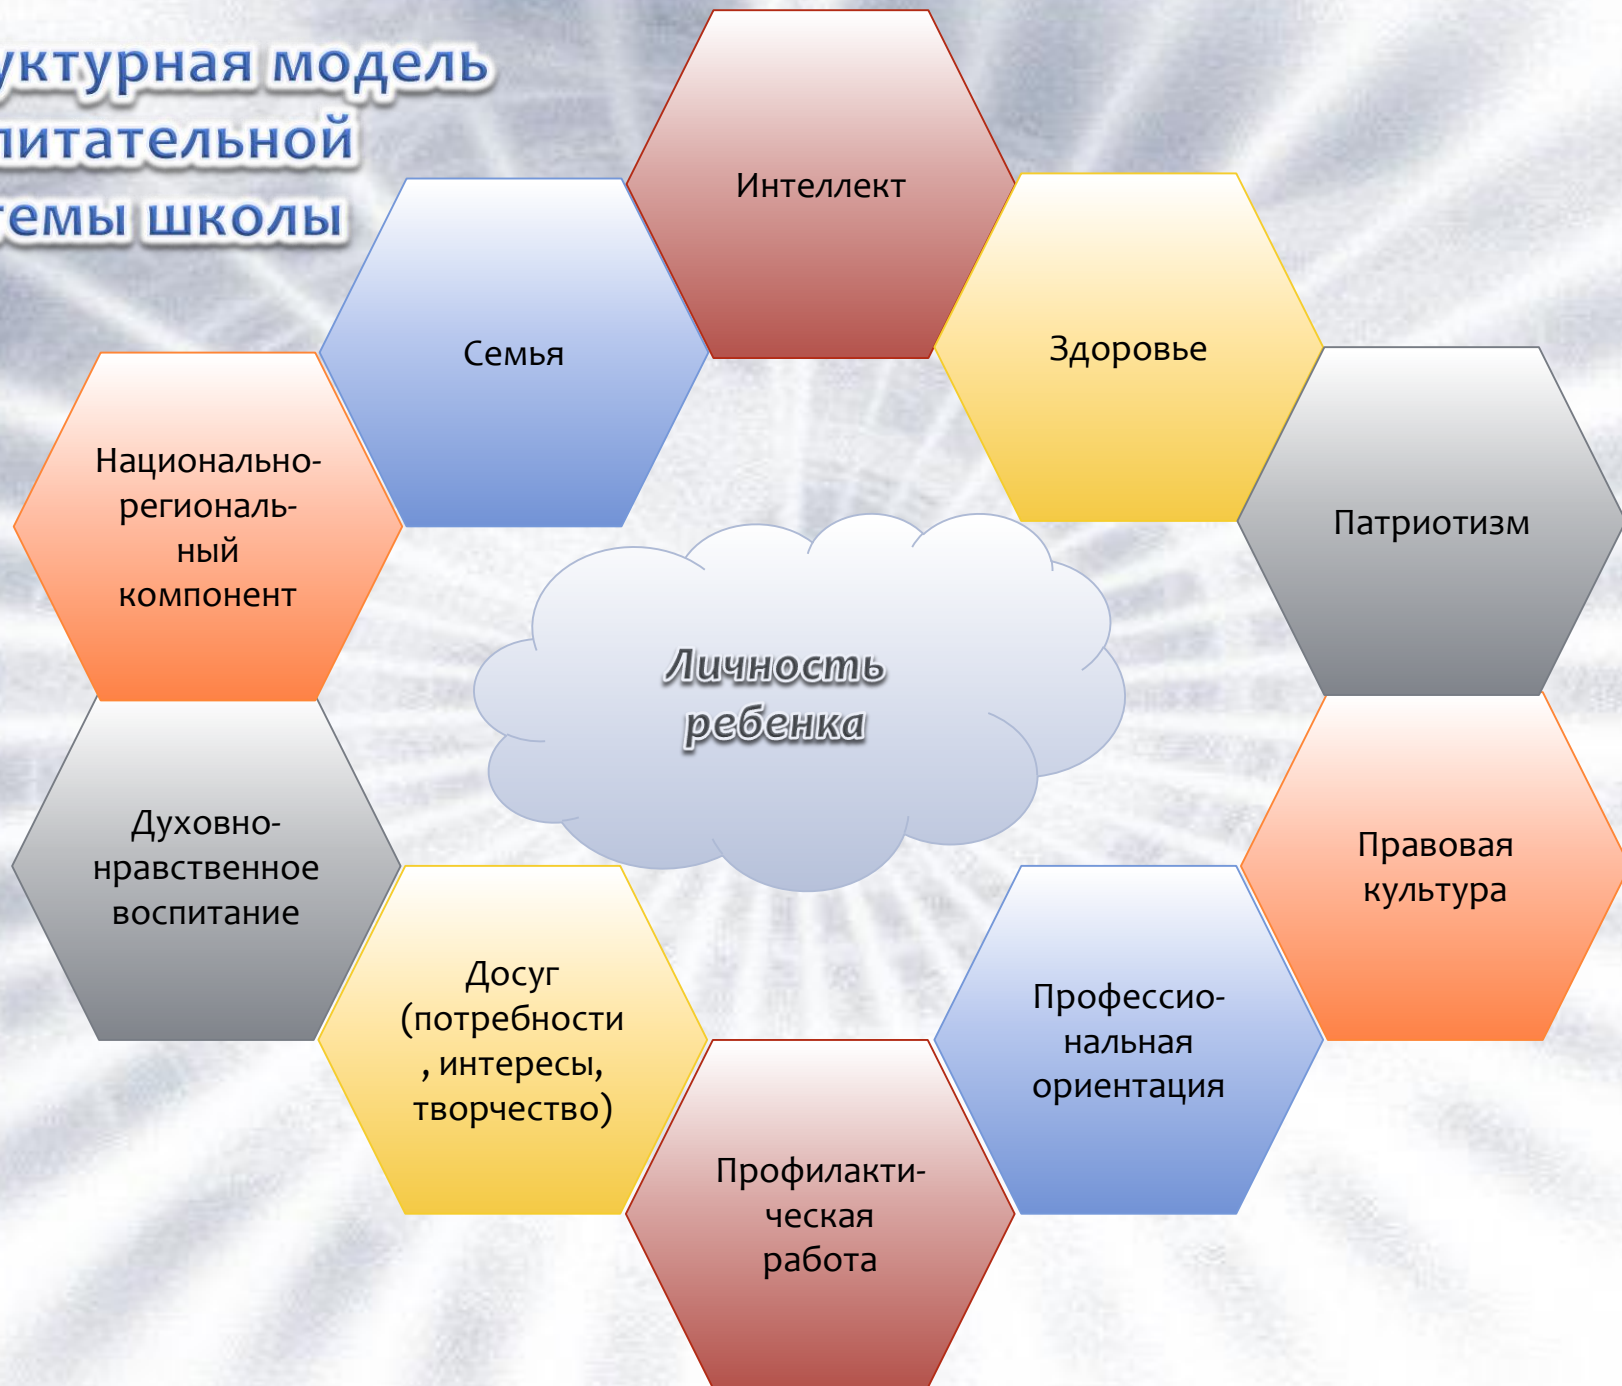 уктурная модель
питательной
темы школы
Интеллект
Семья
Здоровье
Национально-
региональ-
ный
компонент
Патриотизм
Личность
ребенка
Духовно-
нравственное
воспитание
Правовая
культура
Досуг
(потребности
, интересы,
творчество)
Профессио-
нальная
ориентация
Профилакти-
ческая
работа